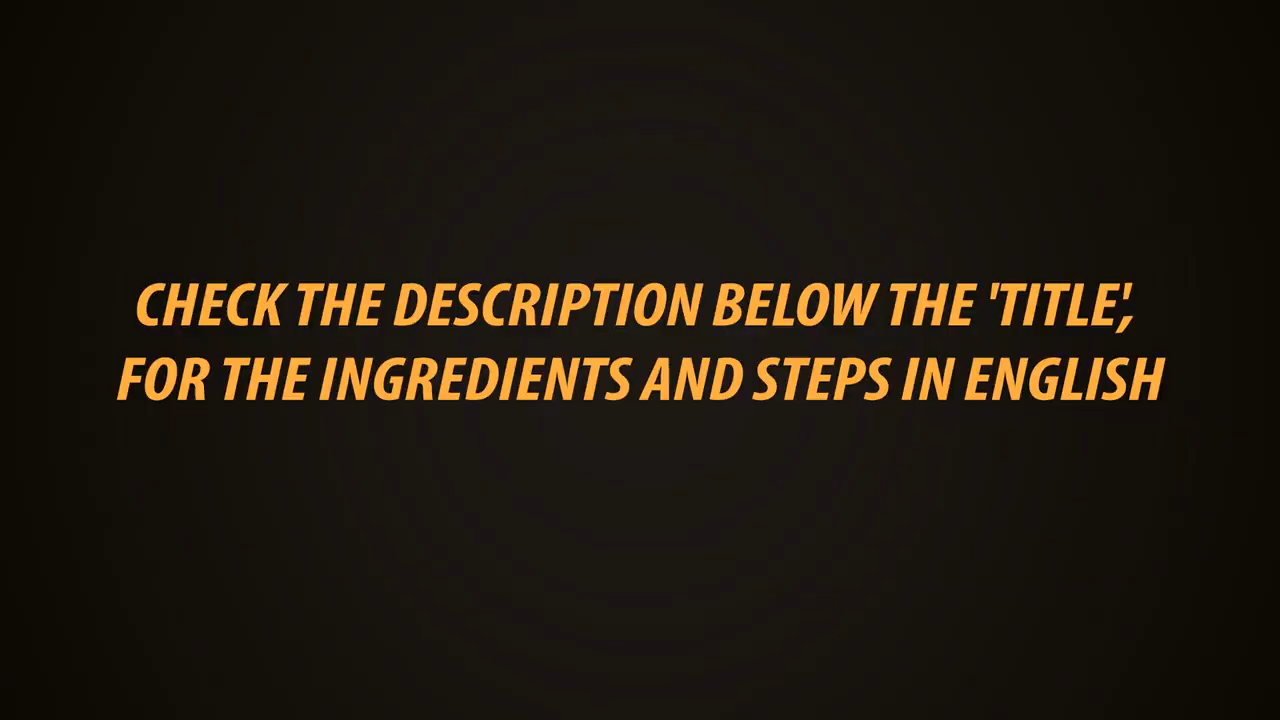 CHECK THE DESCRIPTION BELOW THE 'TITLE',
FOR THE INGREDIENTS AND STEPS IN ENGLISH